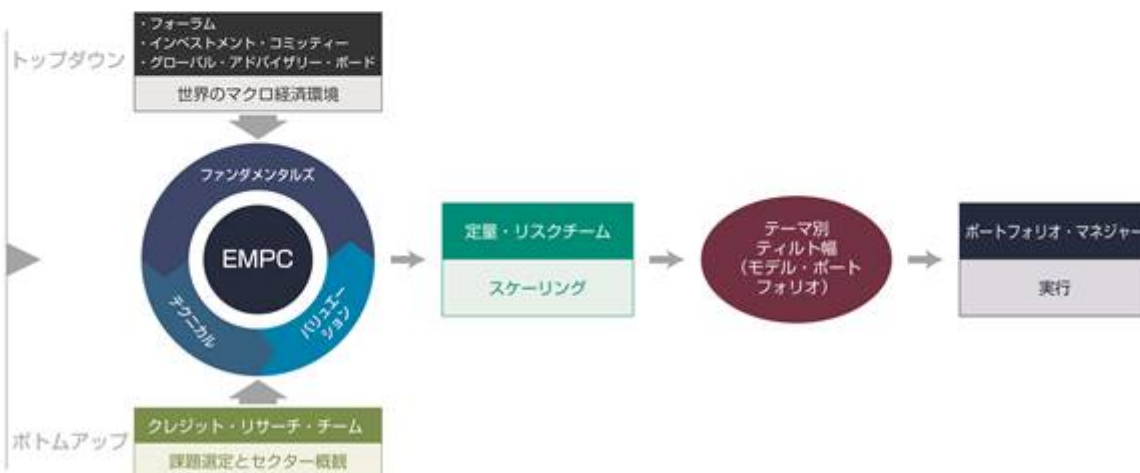 トップダウン
・フォーラム
・インベストメント・コミッティー
・グローバル・アドバイザリー・ボード
世界のマクロ経済環境
ファンダメンタルズ
EMPC
テクニカル
バリュエー
ション
定量・リスクチーム
スケーリング
テーマ別
ティルト幅
（モデル・ポート
フォリオ）
ポートフォリオ・マネジャー
実行
ボトムアップ
クレジット・リサーチ・チーム
課題選定とセクター概観